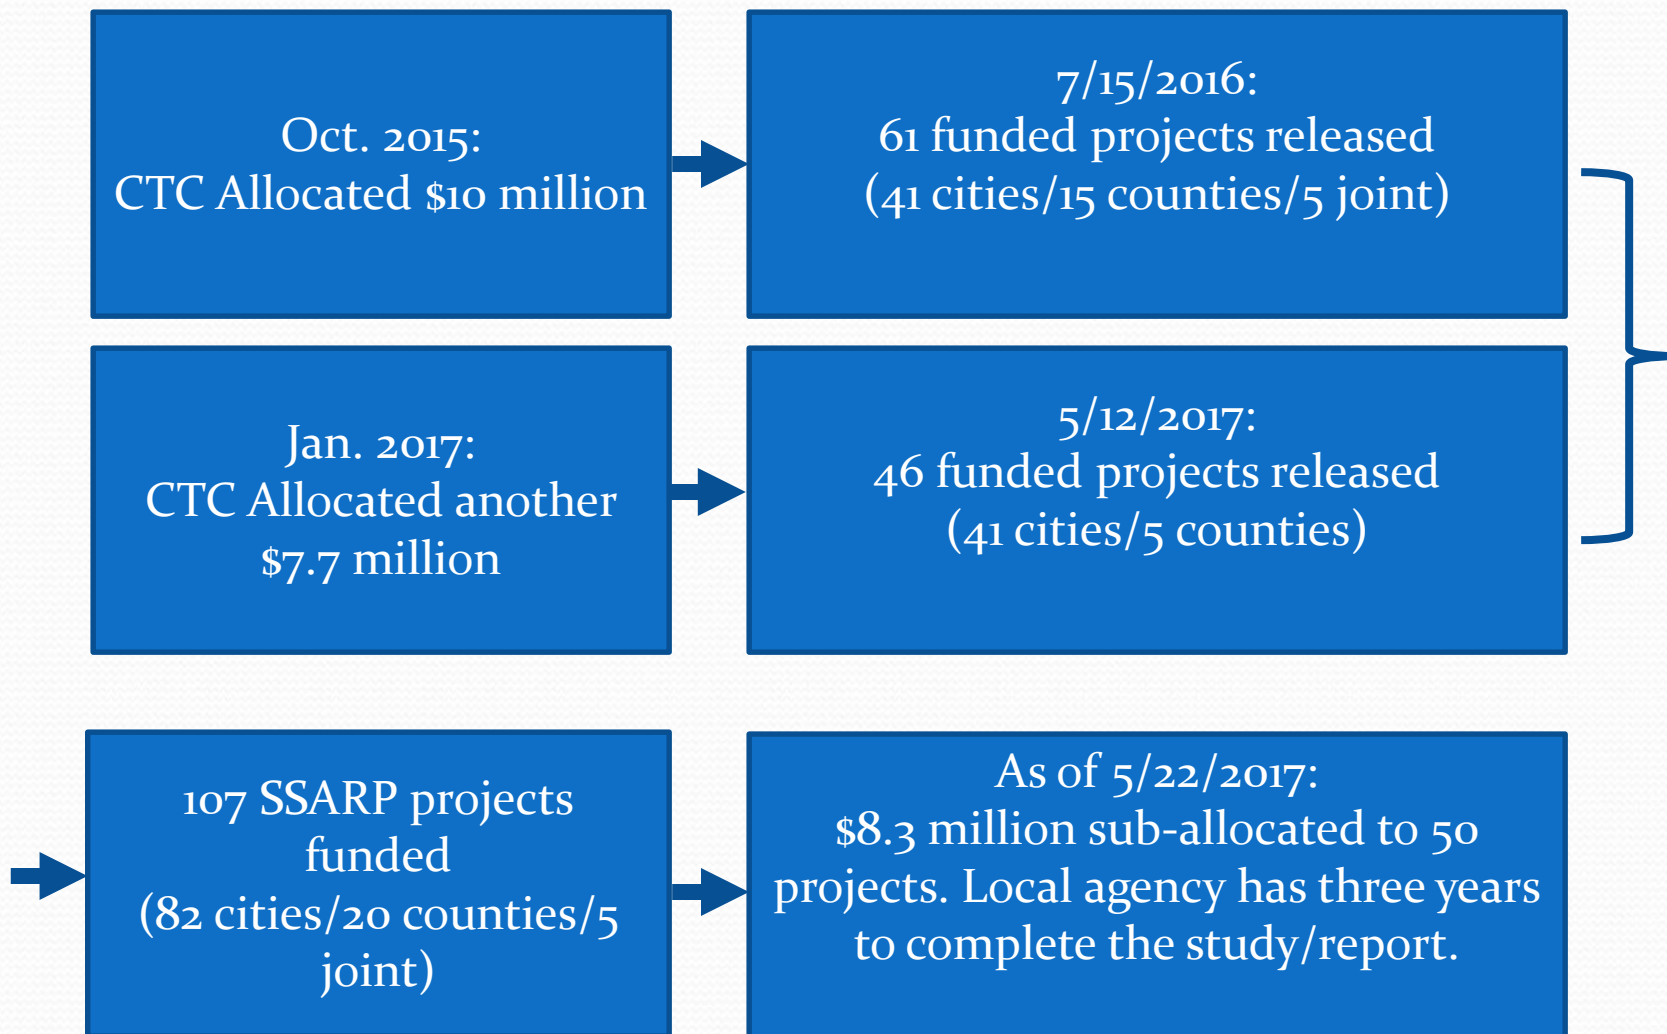 Oct. 2015:
CTC Allocated $10 million
7/15/2016:
61 funded projects released
(41 cities/15 counties/5 joint)
Jan. 2017:
CTC Allocated another
$7.7 million
5/12/2017:
46 funded projects released
(41 cities/5 counties)
107 SSARP projects
funded
(82 cities/20 counties/5
joint)
As of 5/22/2017:
$8.3 million sub-allocated to 50
projects. Local agency has three years
to complete the study/report.